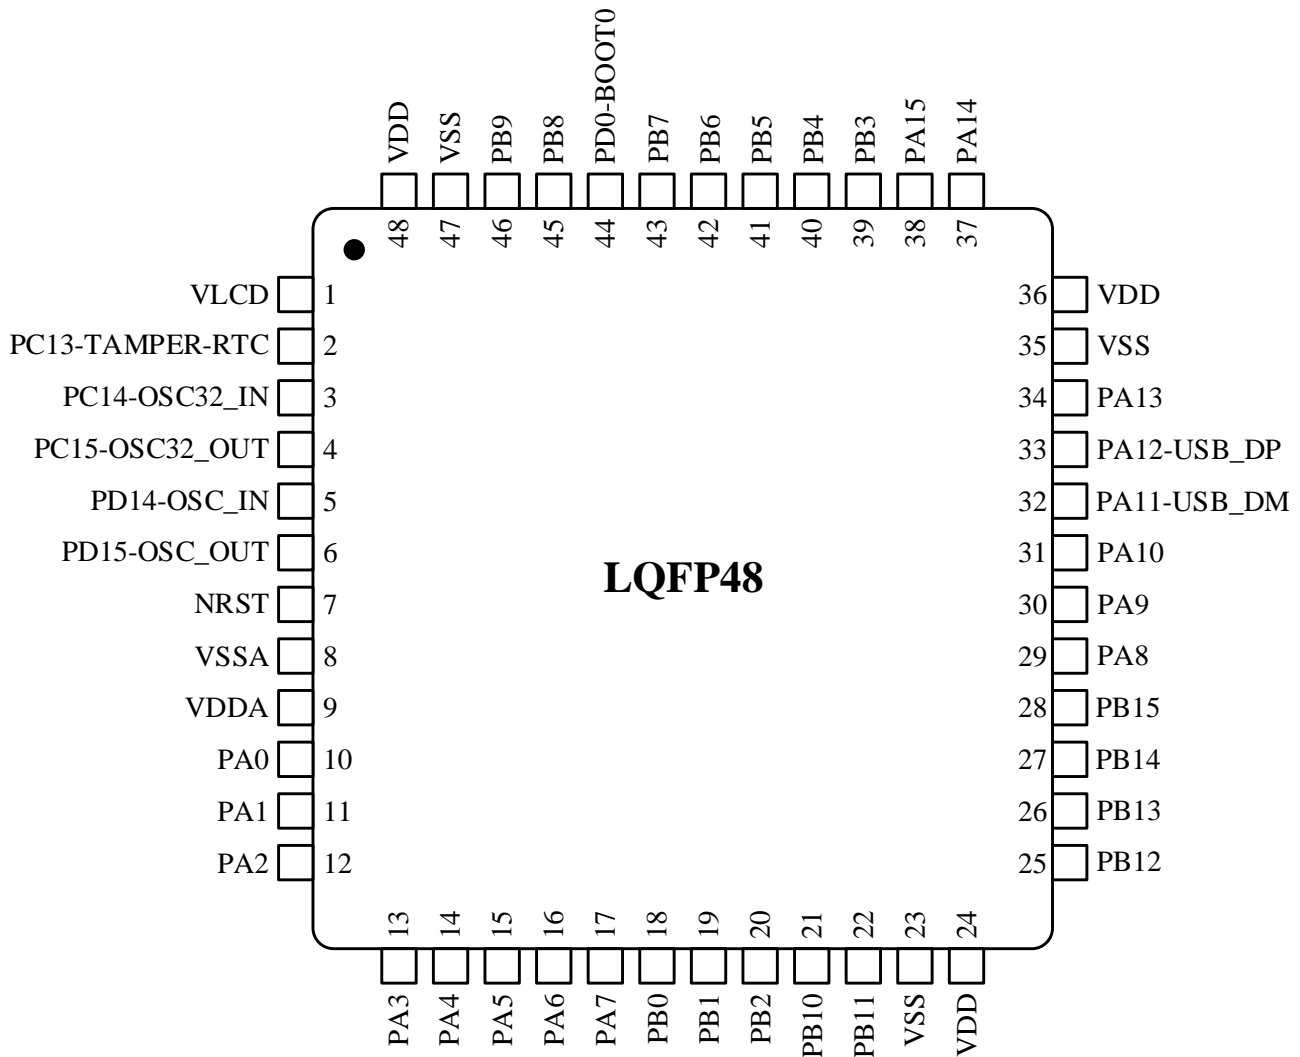 VDD
VSS
PB9
PB8
PD0-BOOT0
PB7
PB6
PB5
PB4
PB3
PA15
PA14
48
47
46
45
44
43
42
41
40
39
38
37
VLCD 1
36 VDD
PC13-TAMPER-RTC 2
35 VSS
PC14-OSC32_IN 3
34 PA13
PC15-OSC32_OUT 4
33 PA12-USB_DP
PD14-OSC_IN 5
32 PA11-USB_DM
PD15-OSC_OUT 6
31 PA10
LQFP48
NRST 7
30 PA9
VSSA 8
29 PA8
VDDA 9
28 PB15
PA0 10
27 PB14
PA1 11
26 PB13
PA2 12
25 PB12
13
14
15
16
17
18
19
20
21
22
23
24
PA3
PA4
PA5
PA6
PA7
PB0
PB1
PB2
PB10
PB11
VSS
VDD